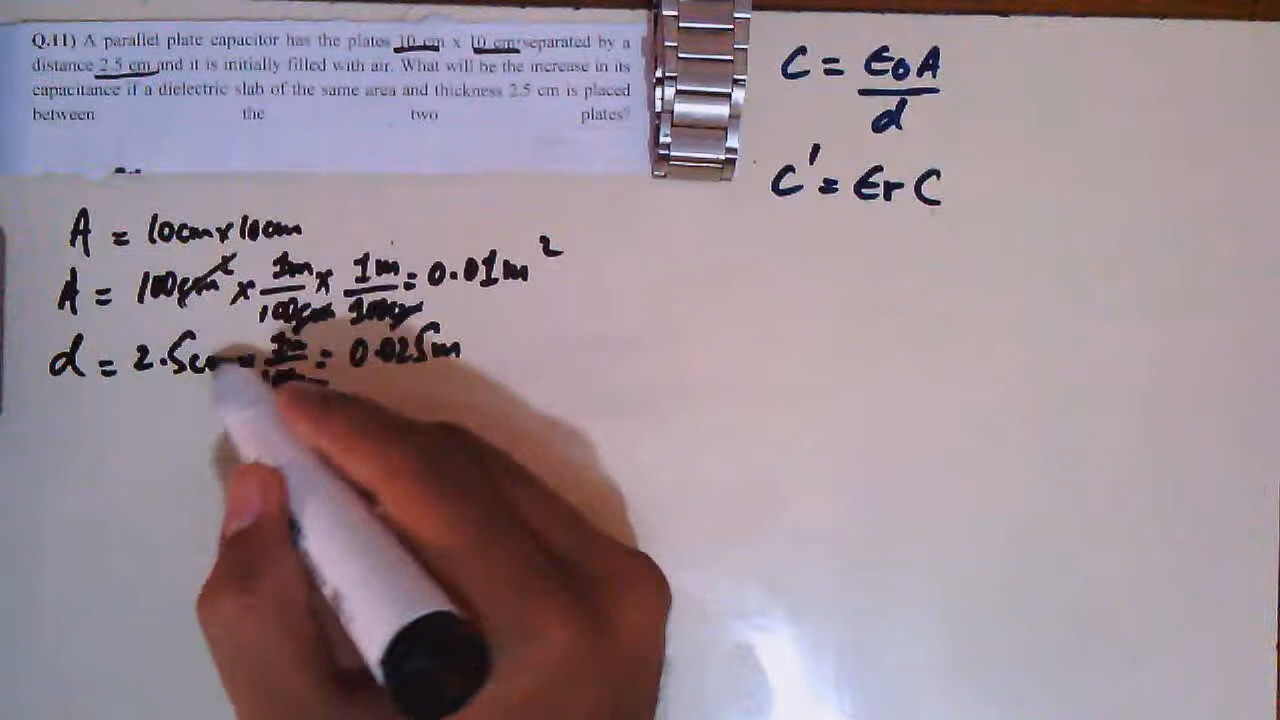 Q.11) A parallel plate capacitor has the plates 10 cm x 10 cm separated by a
distance 2.5 cm and it is initially filled with air. What will be the increase in its
capacitance if a dielectric slab of the same area and thickness 2.5 cm is placed
between the two plates?
C = ϵ0A
d
C' = ϵr C
A = 10cm x 10cm
A = 100cm² x 1m/100cm x 1m/100cm = 0.01m²
d = 2.5c 1m = 0.025m